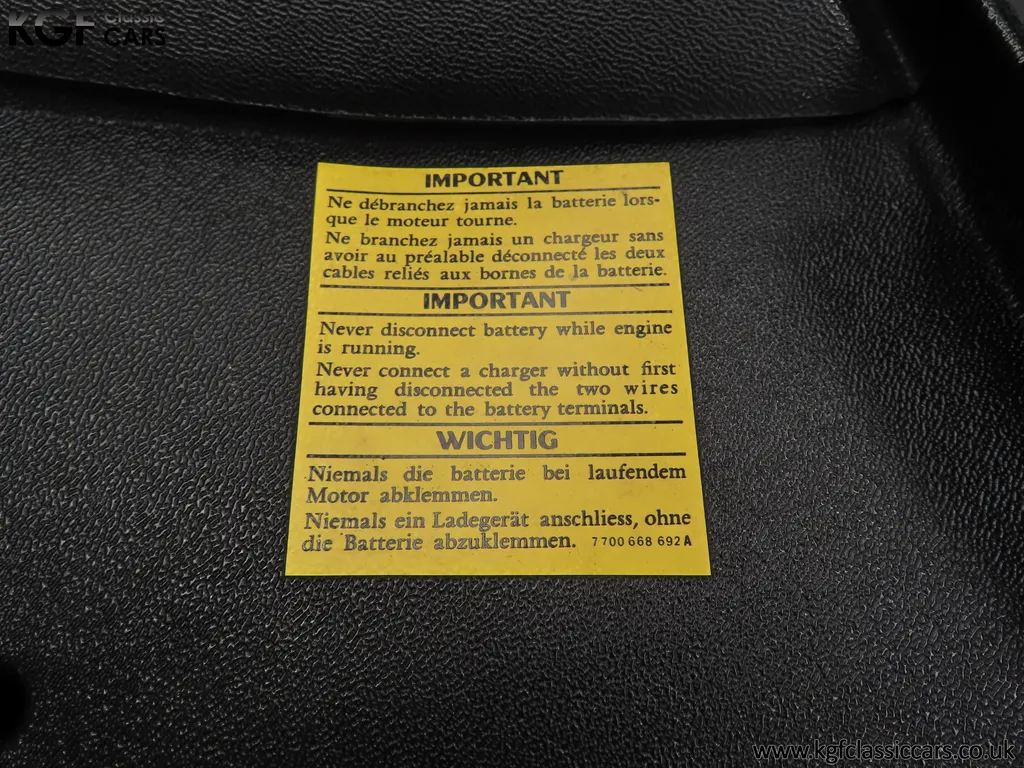 KGF Classic
CARS
IMPORTANT
Ne débranchez jamais la batterie lors-
que le moteur tourne.
Ne branchez jamais un chargeur sans
avoir au préalable déconnecté les deux
cables reliés aux bornes de la batterie.
IMPORTANT
Never disconnect battery while engine
is running.
Never connect a charger without first
having disconnected the two wires
connected to the battery terminals.
WICHTIG
Niemals die batterie bei laufendem
Motor abklemmen.
Niemals ein Ladegerät anschliess, ohne
die Batterie abzuklemmen. 7700668 692A
www.kgfclassiccars.co.uk